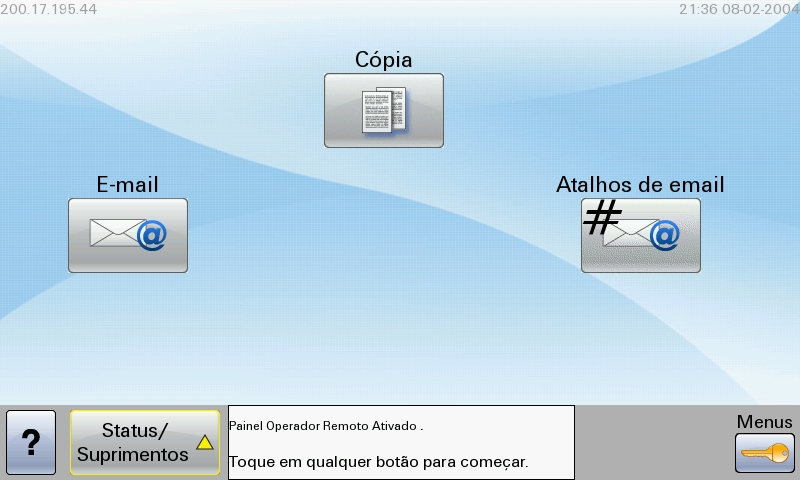 200.17.195.44
21:36 08-02-2004
Cópia
E-mail
Atalhos de email
#
@
@
?
Status/
Suprimentos
Painel Operador Remoto Ativado .
Toque em qualquer botão para começar.
Menus